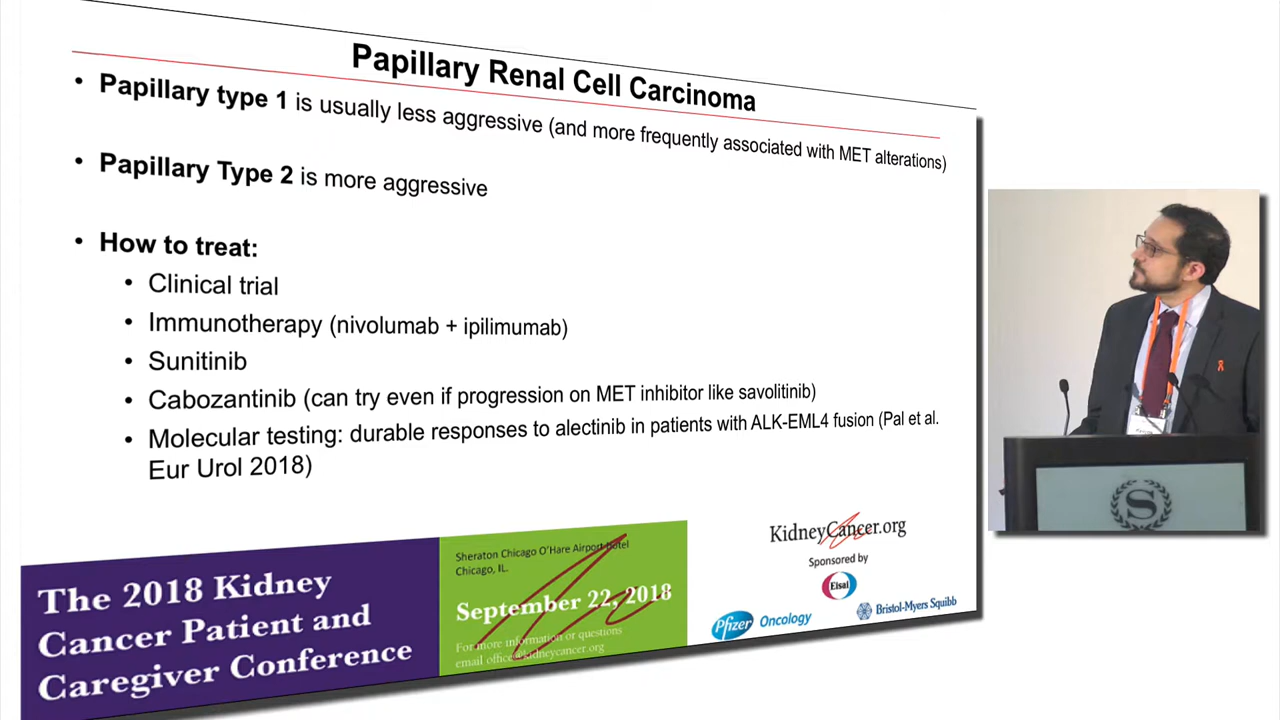 Papillary Renal Cell Carcinoma
• Papillary type 1 is usually less aggressive (and more frequently associated with MET alterations)
• Papillary Type 2 is more aggressive
• How to treat:
• Clinical trial
• Immunotherapy (nivolumab + ipilimumab)
• Sunitinib
• Cabozantinib (can try even if progression on MET inhibitor like savolitinib)
• Molecular testing: durable responses to alectinib in patients with ALK-EML4 fusion (Pal et al.
Eur Urol 2018)
The 2018 Kidney
Cancer Patient and
Caregiver Conference
Sheraton Chicago O'Hare Airport Hotel
Chicago, IL.
September 22, 2018
For more information or questions
email office@kidneycancer.org
KidneyCancer.org
Sponsored by
Eisai
Pfizer Oncology
Bristol-Myers Squibb
S